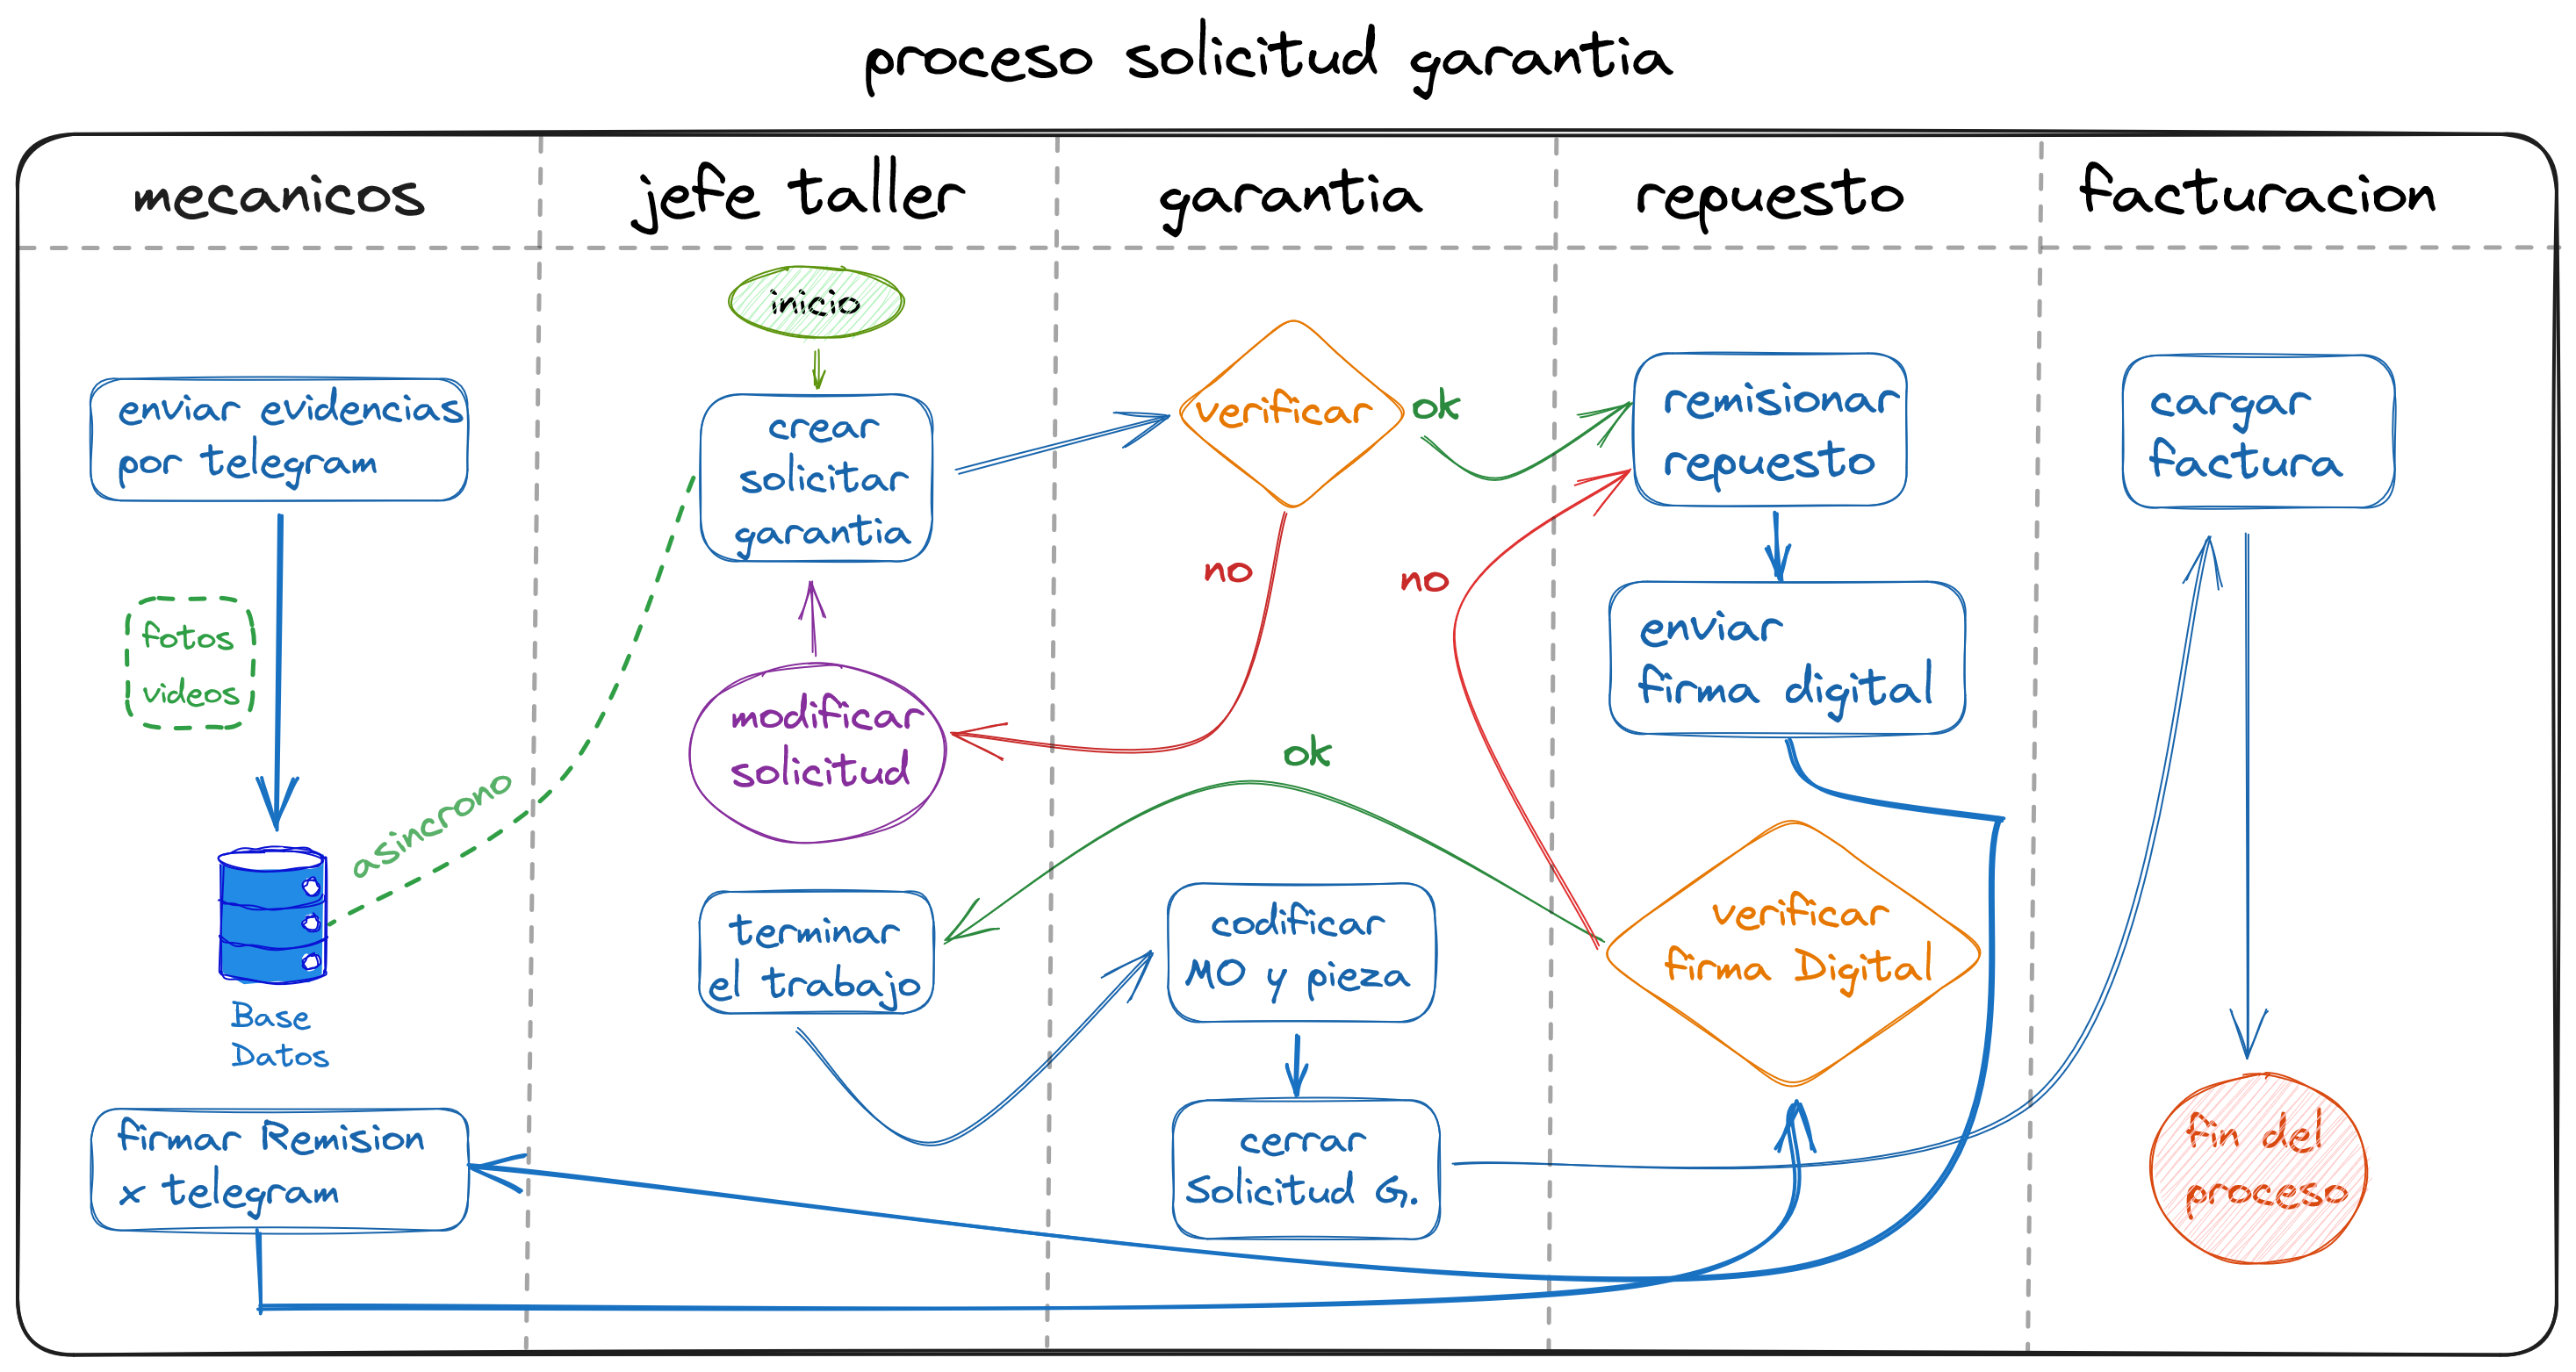 proceso solicitud garantia
mecanicos
jefe taller
garantia
repuesto
facturacion
enviar evidencias
por telegram
fotos
videos
asincrono
Base
Datos
firmar Remision
x telegram
inicio
crear
solicitar
garantia
modificar
solicitud
terminar
el trabajo
verificar
ok
no
no
ok
codificar
MO y pieza
cerrar
Solicitud G.
remisionar
repuesto
enviar
firma digital
verificar
firma Digital
cargar
factura
fin del
proceso